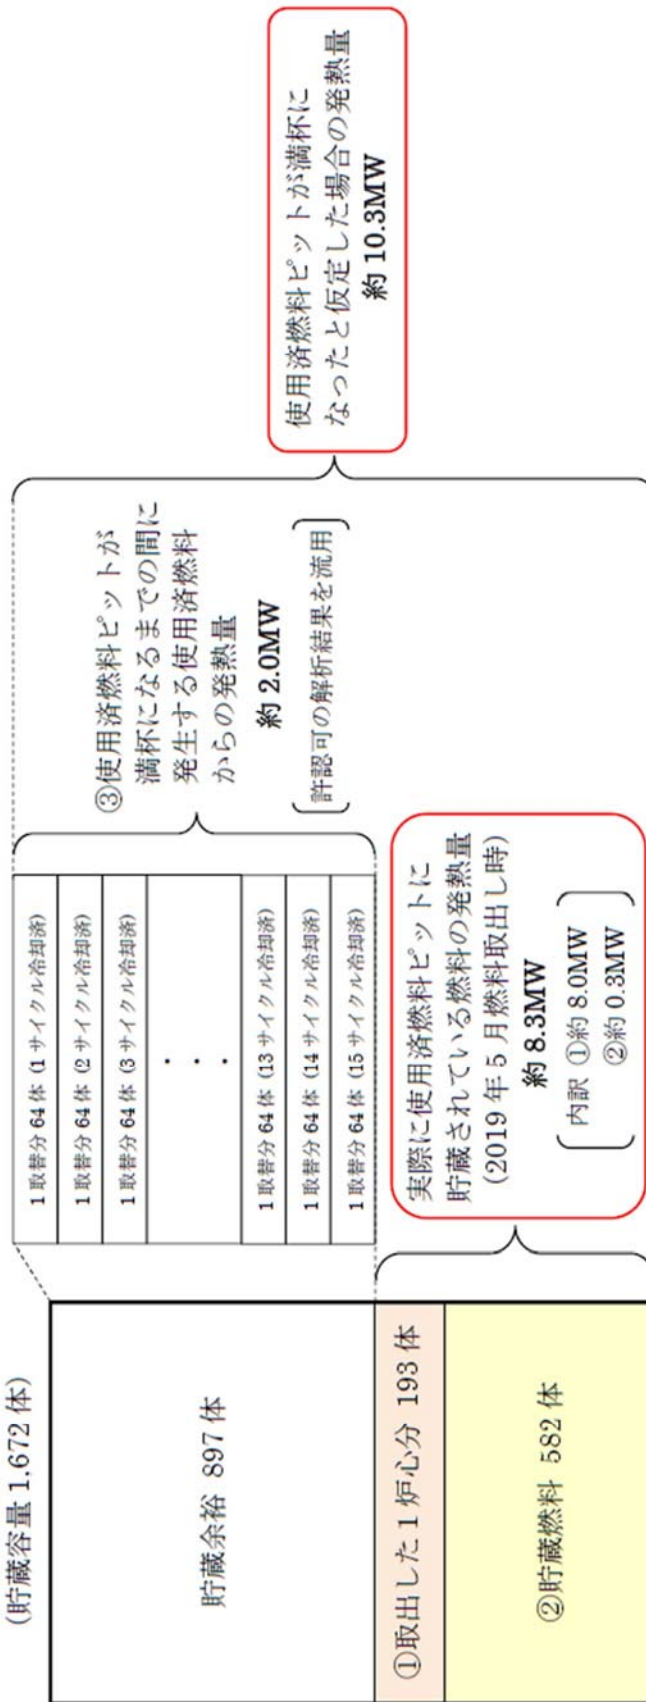 (貯蔵容量 1,672 体)
貯蔵余裕 897 体
①取出した 1 炉心分 193 体
②貯蔵燃料 582 体
1 取替分 64 体 (1 サイクル冷却済)
1 取替分 64 体 (2 サイクル冷却済)
1 取替分 64 体 (3 サイクル冷却済)
・
・
・
1 取替分 64 体 (13 サイクル冷却済)
1 取替分 64 体 (14 サイクル冷却済)
1 取替分 64 体 (15 サイクル冷却済)
③使用済燃料ピットが
満杯になるまでの間に
発生する使用済燃料
からの発熱量
約 2.0MW
許認可の解析結果を流用
実際に使用済燃料ピットに
貯蔵されている燃料の発熱量
(2019 年 5 月燃料取出し時)
約 8.3MW
内訳 ①約 8.0MW
②約 0.3MW
使用済燃料ピットが満杯に
なったと仮定した場合の発熱量
約 10.3MW